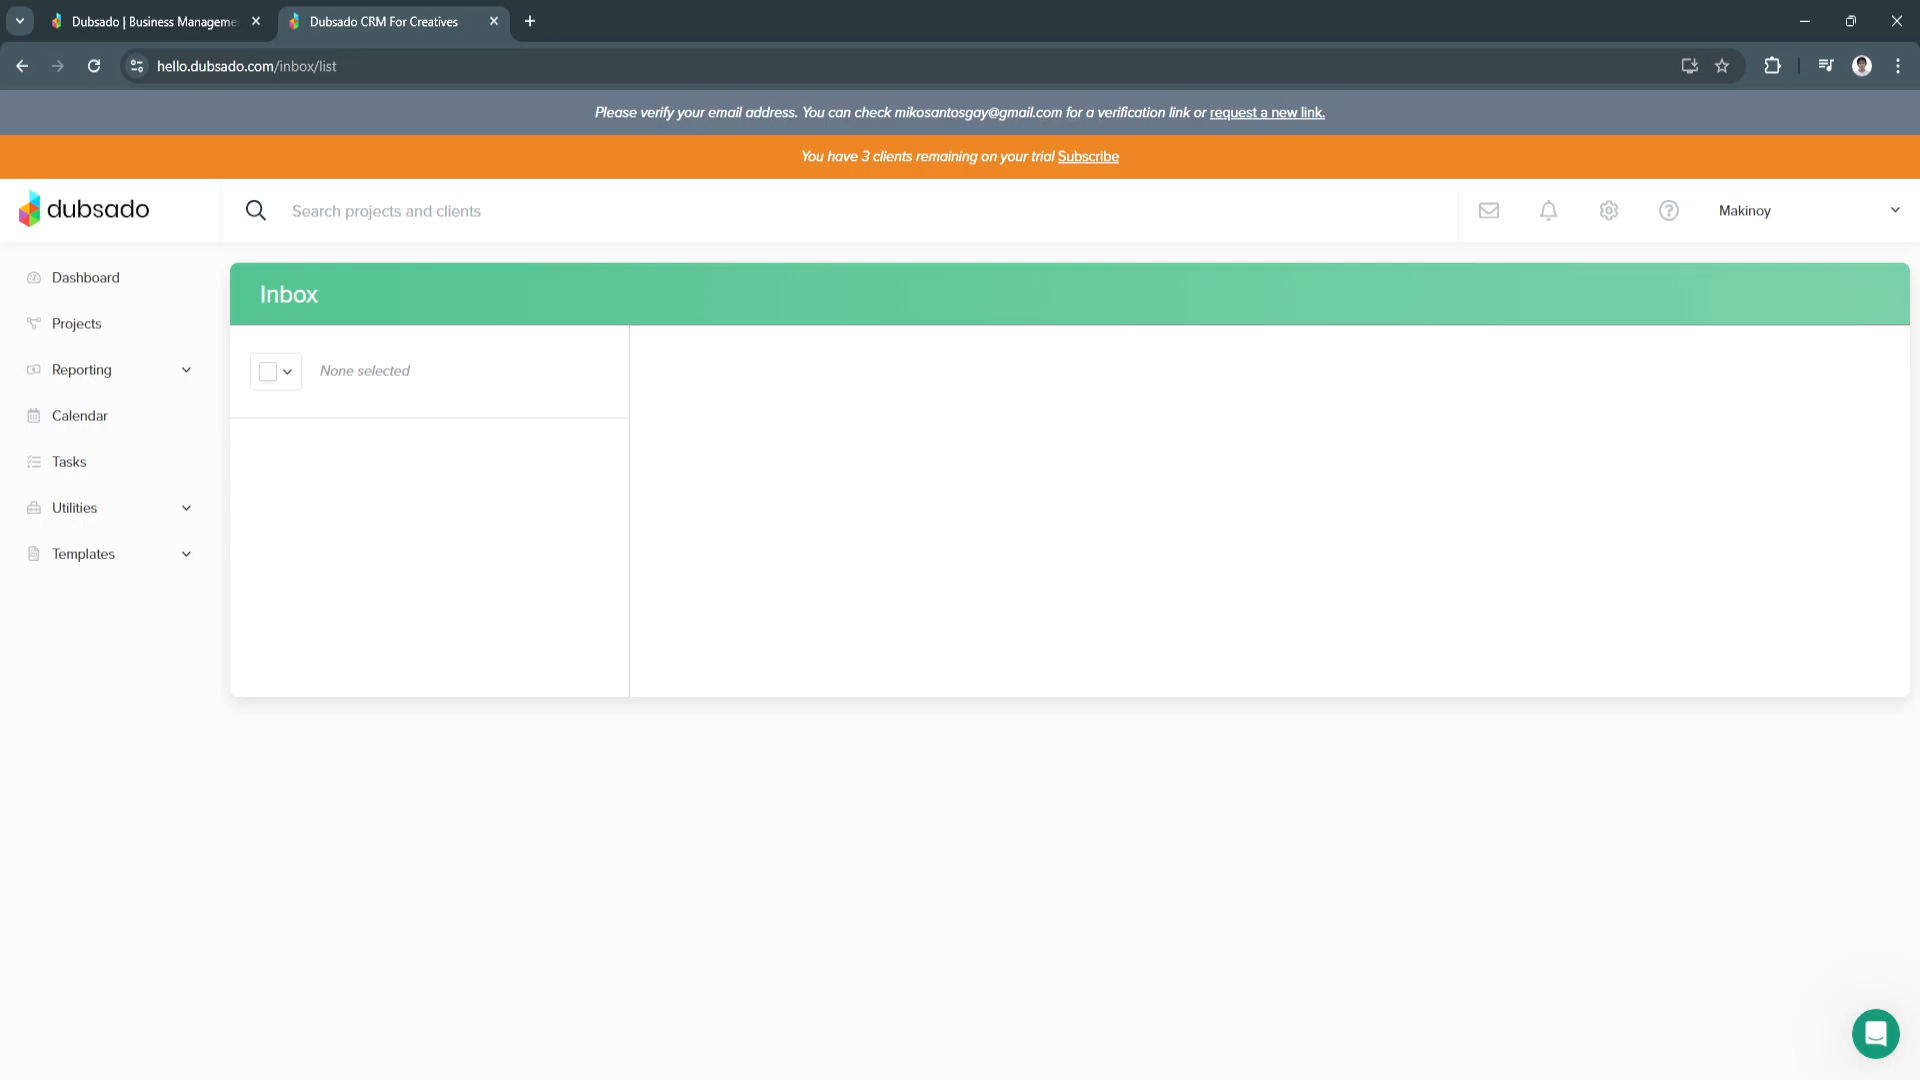 Dubsado | Business Manageme
Dubsado CRM For Creatives
hello.dubsado.com/inbox/list
Please verify your email address. You can check mikosantosgay@gmail.com for a verification link or request a new link.
You have 3 clients remaining on your trial Subscribe
dubsado
Search projects and clients
Makinoy
Dashboard
Projects
Reporting
Calendar
Tasks
Utilities
Templates
Inbox
None selected